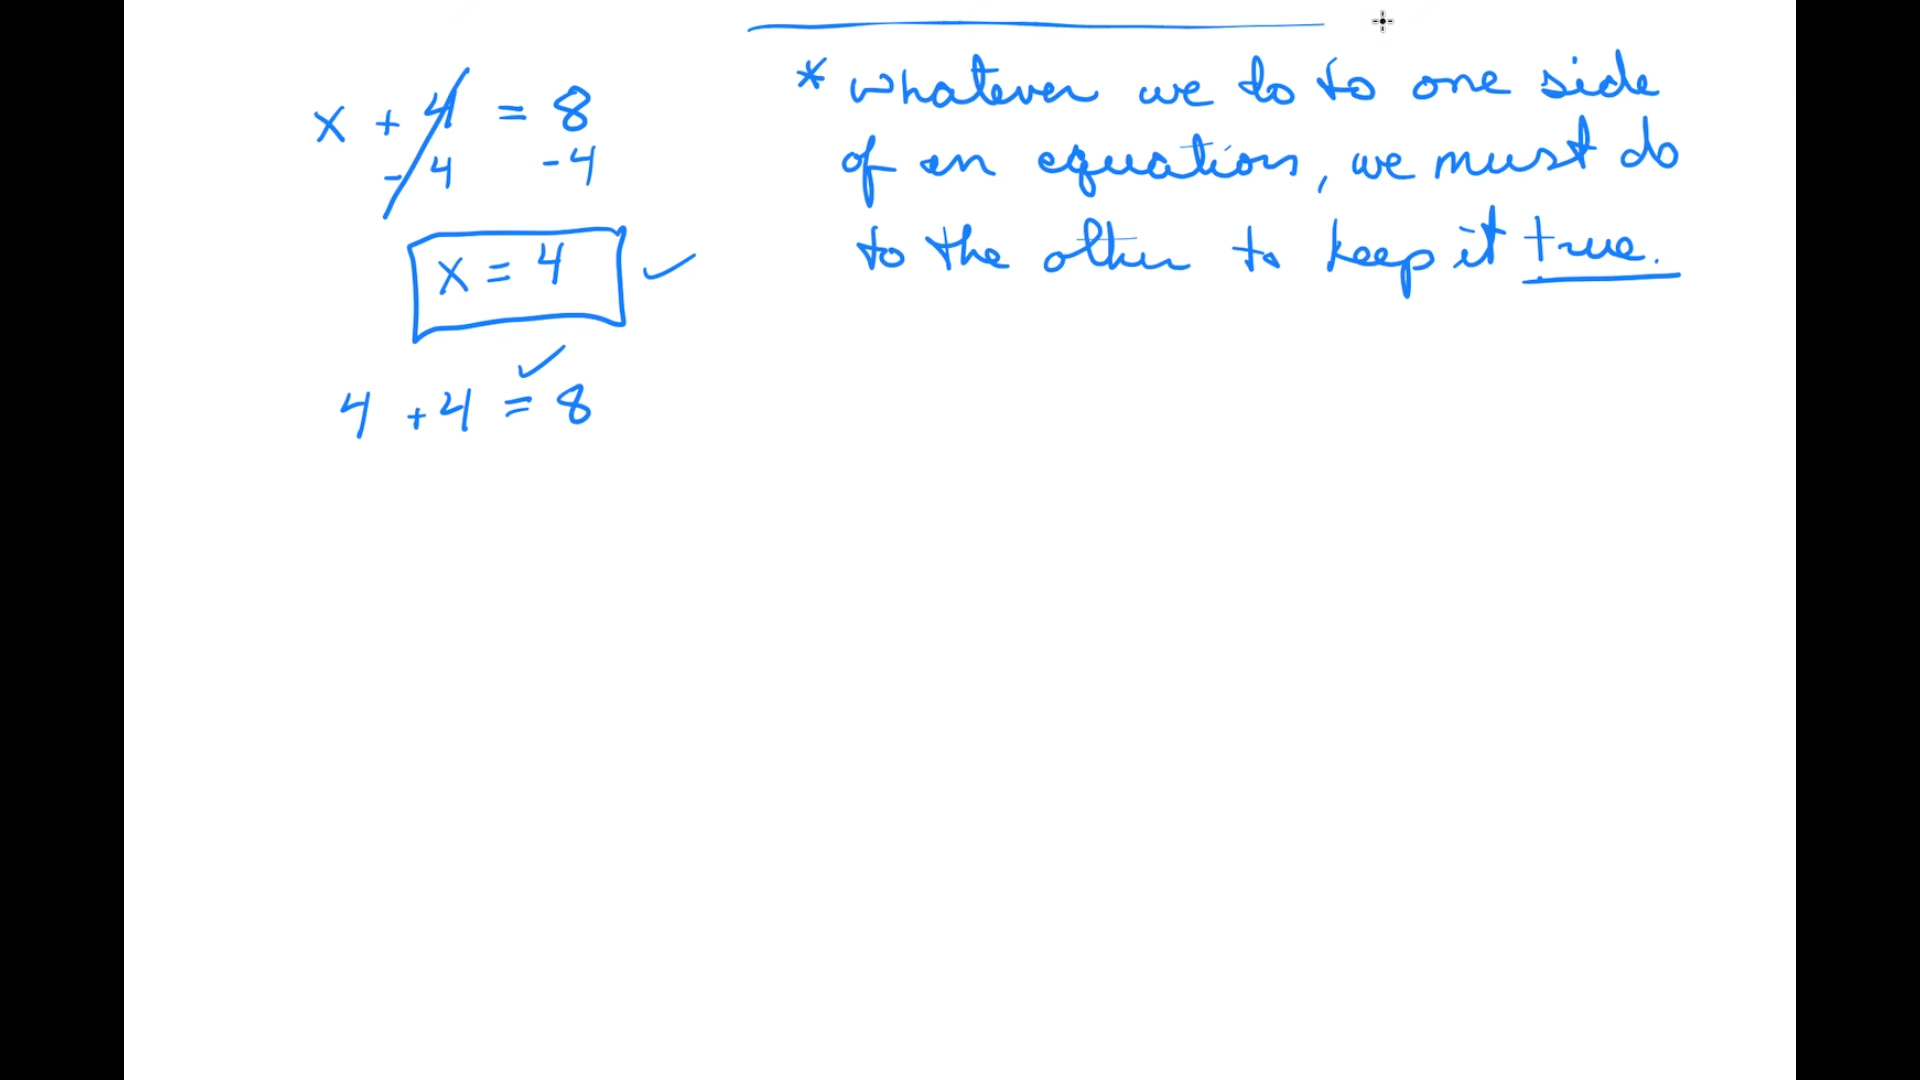 x + 4 = 8
- 4 - 4
x = 4 ✓
✓
4 + 4 = 8
* whatever we do to one side
of an equation, we must do
to the other to keep it true.